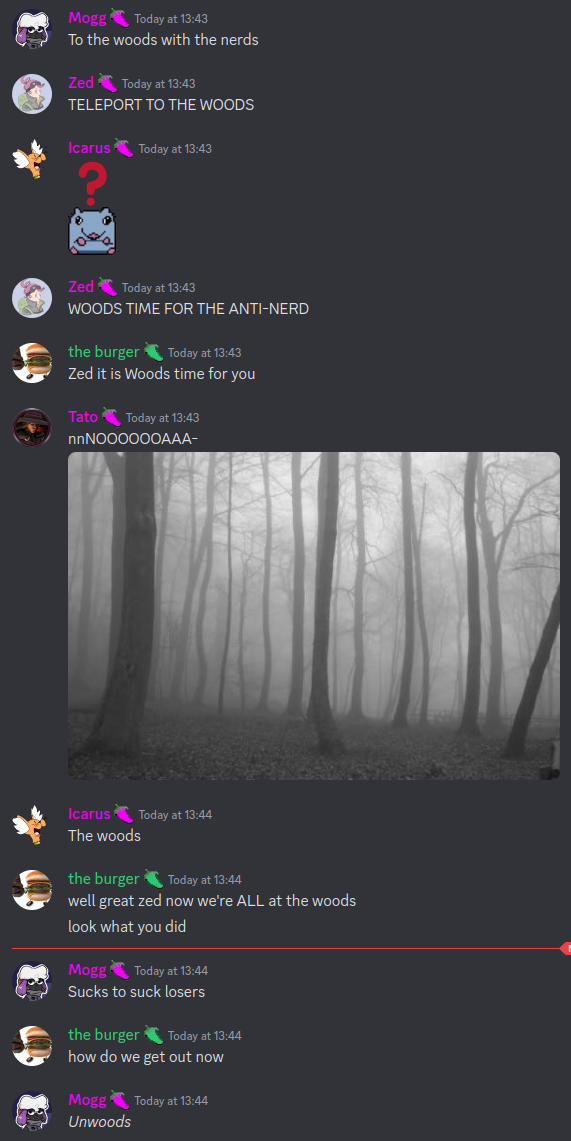 Mogg Today at 13:43
To the woods with the nerds
Zed Today at 13:43
TELEPORT TO THE WOODS
Icarus Today at 13:43
Zed Today at 13:43
WOODS TIME FOR THE ANTI-NERD
the burger Today at 13:43
Zed it is Woods time for you
Tato Today at 13:43
nnNOOOOOOAAA-
Icarus Today at 13:44
The woods
the burger Today at 13:44
well great zed now we're ALL at the woods
look what you did
Mogg Today at 13:44
Sucks to suck losers
the burger Today at 13:44
how do we get out now
Mogg Today at 13:44
Unwoods